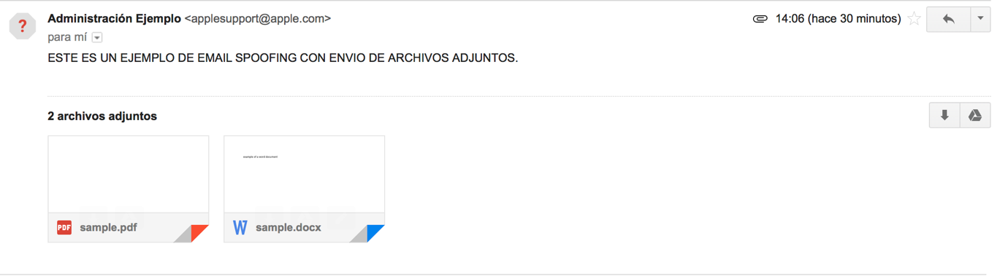 ?
Administración Ejemplo <applesupport@apple.com>
14:06 (hace 30 minutos)
para mí
ESTE ES UN EJEMPLO DE EMAIL SPOOFING CON ENVIO DE ARCHIVOS ADJUNTOS.
2 archivos adjuntos
example of a word document
PDF sample.pdf
W sample.docx